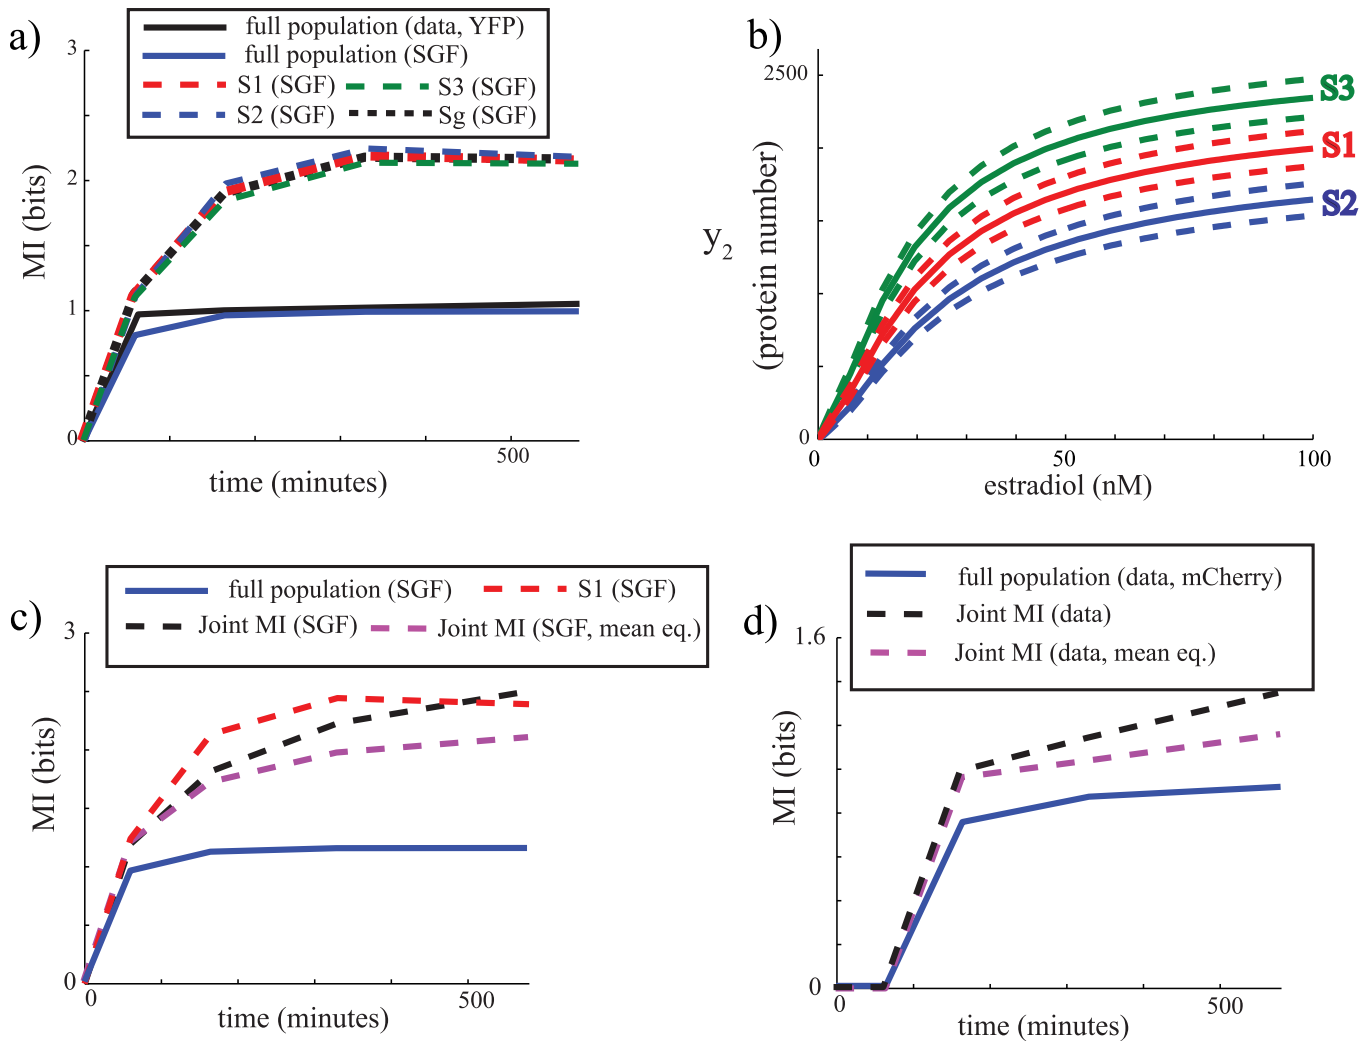 a)
full population (data, YFP)
full population (SGF)
S1 (SGF)
S3 (SGF)
S2 (SGF)
Sg (SGF)
3
2
1
0
MI (bits)
500
time (minutes)
b)
2500
0
y2
(protein number)
S3
S1
S2
0
50
100
estradiol (nM)
c)
full population (SGF)
S1 (SGF)
Joint MI (SGF)
Joint MI (SGF, mean eq.)
3
0
MI (bits)
0
500
time (minutes)
d)
full population (data, mCherry)
Joint MI (data)
Joint MI (data, mean eq.)
1.6
0
MI (bits)
0
500
time (minutes)